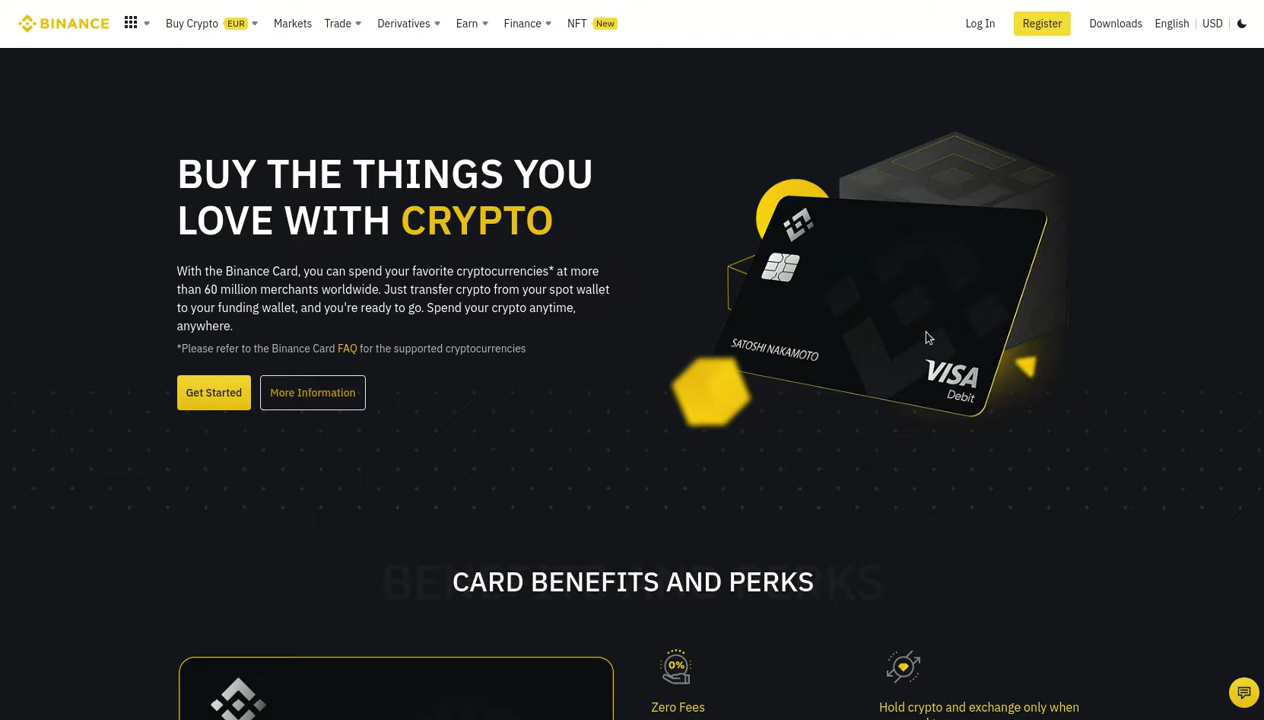 BINANCE
Buy Crypto EUR
Markets
Trade
Derivatives
Earn
Finance
NFT New
Log In
Register
Downloads
English | USD
BUY THE THINGS YOU
LOVE WITH CRYPTO
With the Binance Card, you can spend your favorite cryptocurrencies* at more
than 60 million merchants worldwide. Just transfer crypto from your spot wallet
to your funding wallet, and you're ready to go. Spend your crypto anytime,
anywhere.
*Please refer to the Binance Card FAQ for the supported cryptocurrencies
Get Started
More Information
SATOSHI NAKAMOTO
VISA
Debit
BENEFITS AND PERKS
CARD BENEFITS AND PERKS
0%
Zero Fees
Hold crypto and exchange only when